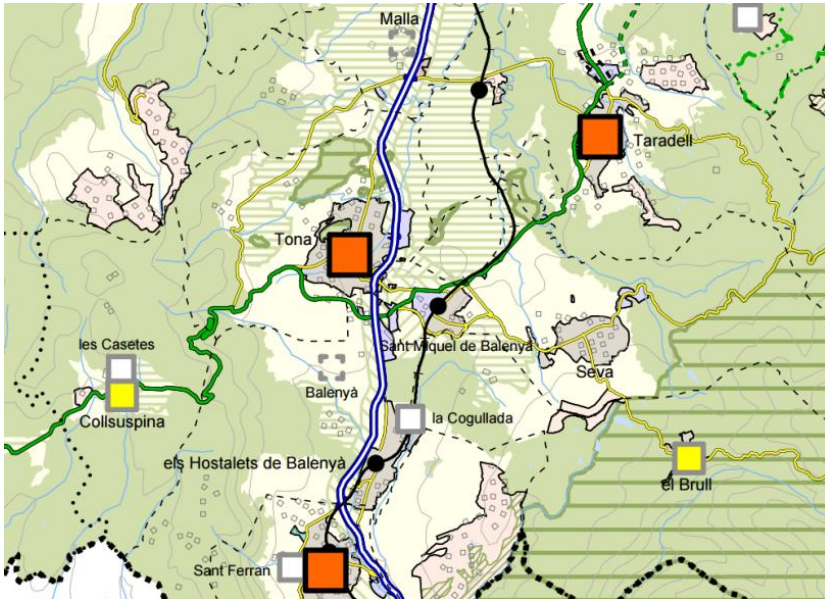 Malla
Taradell
Tona
les Casetes
Sant Miquel de Balenyà
Seva
Balenyà
Collsuspina
la Cogullada
els Hostalets de Balenyà
el Brull
Sant Ferran